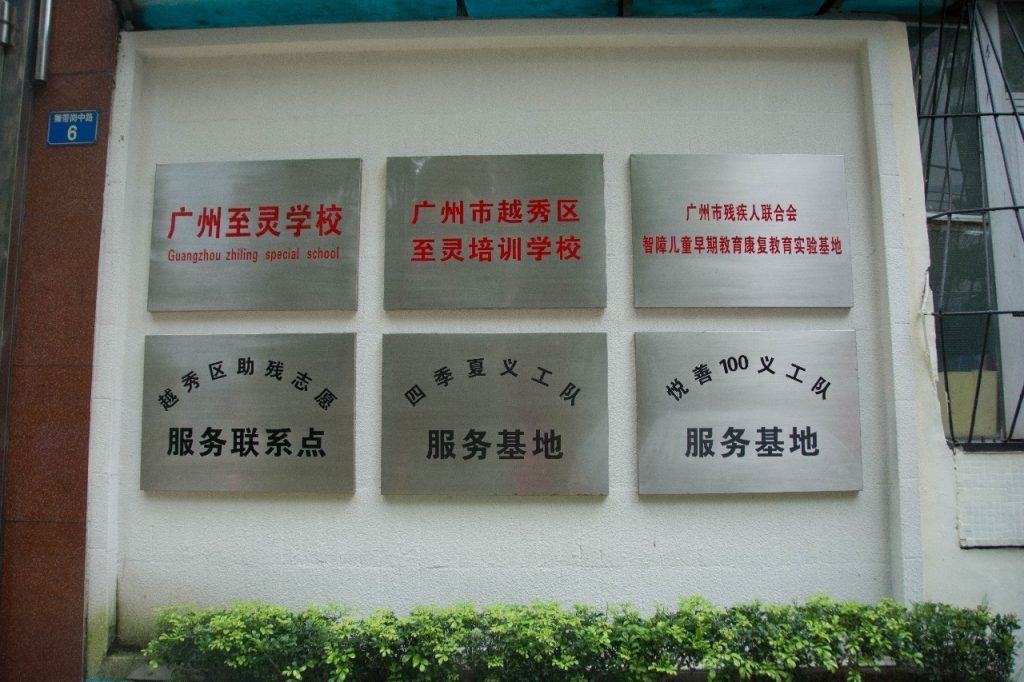 6
广州至灵学校
Guangzhou zhiling special school
广州市越秀区
至灵培训学校
广州市残疾人联合会
智障儿童早期教育康复教育实验基地
越秀区助残志愿
服务联系点
四季夏义工队
服务基地
悦善100义工队
服务基地